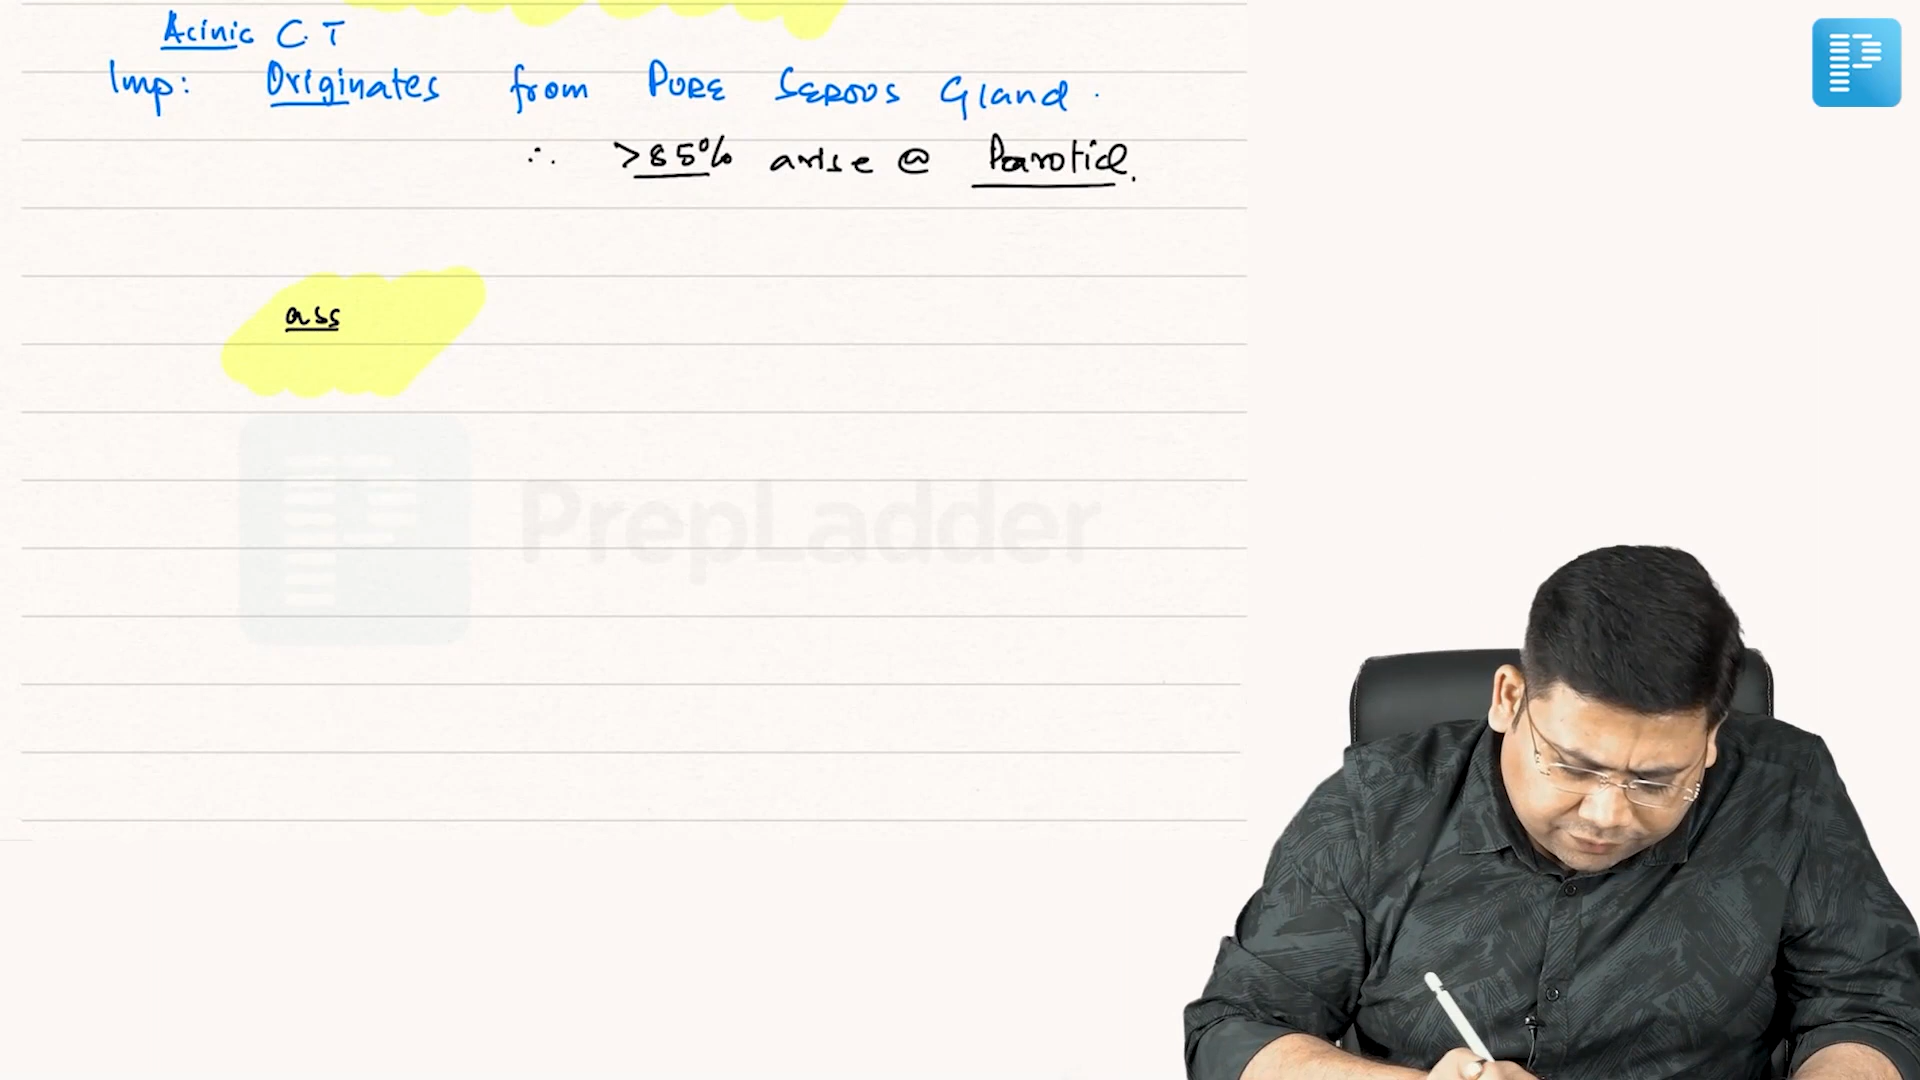 Acinic C.T
Imp: Originates from PURE SEROUS Gland.
∴ >85% arise @ Parotid.
ass
PrepLadder